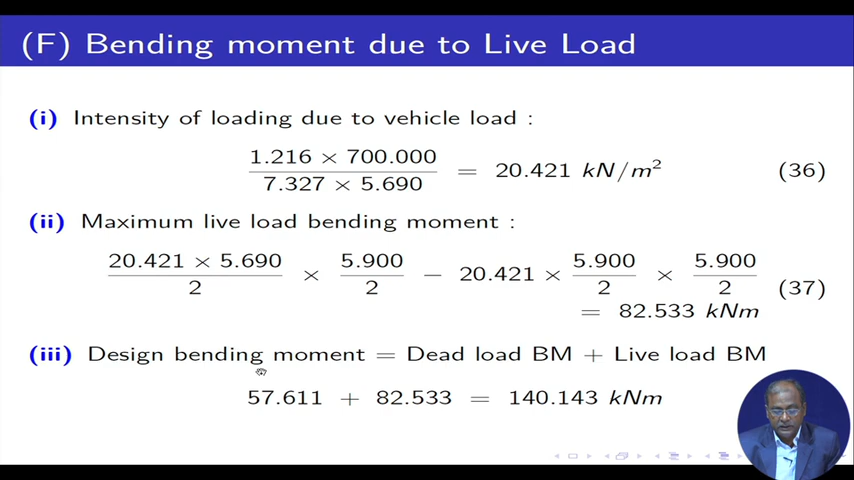 (F) Bending moment due to Live Load
(i) Intensity of loading due to vehicle load :
1.216 × 700.000 / 7.327 × 5.690 = 20.421 kN/m² (36)
(ii) Maximum live load bending moment :
20.421 × 5.690 / 2 × 5.900 / 2 − 20.421 × 5.900 / 2 × 5.900 / 2 (37)
= 82.533 kNm
(iii) Design bending moment = Dead load BM + Live load BM
57.611 + 82.533 = 140.143 kNm